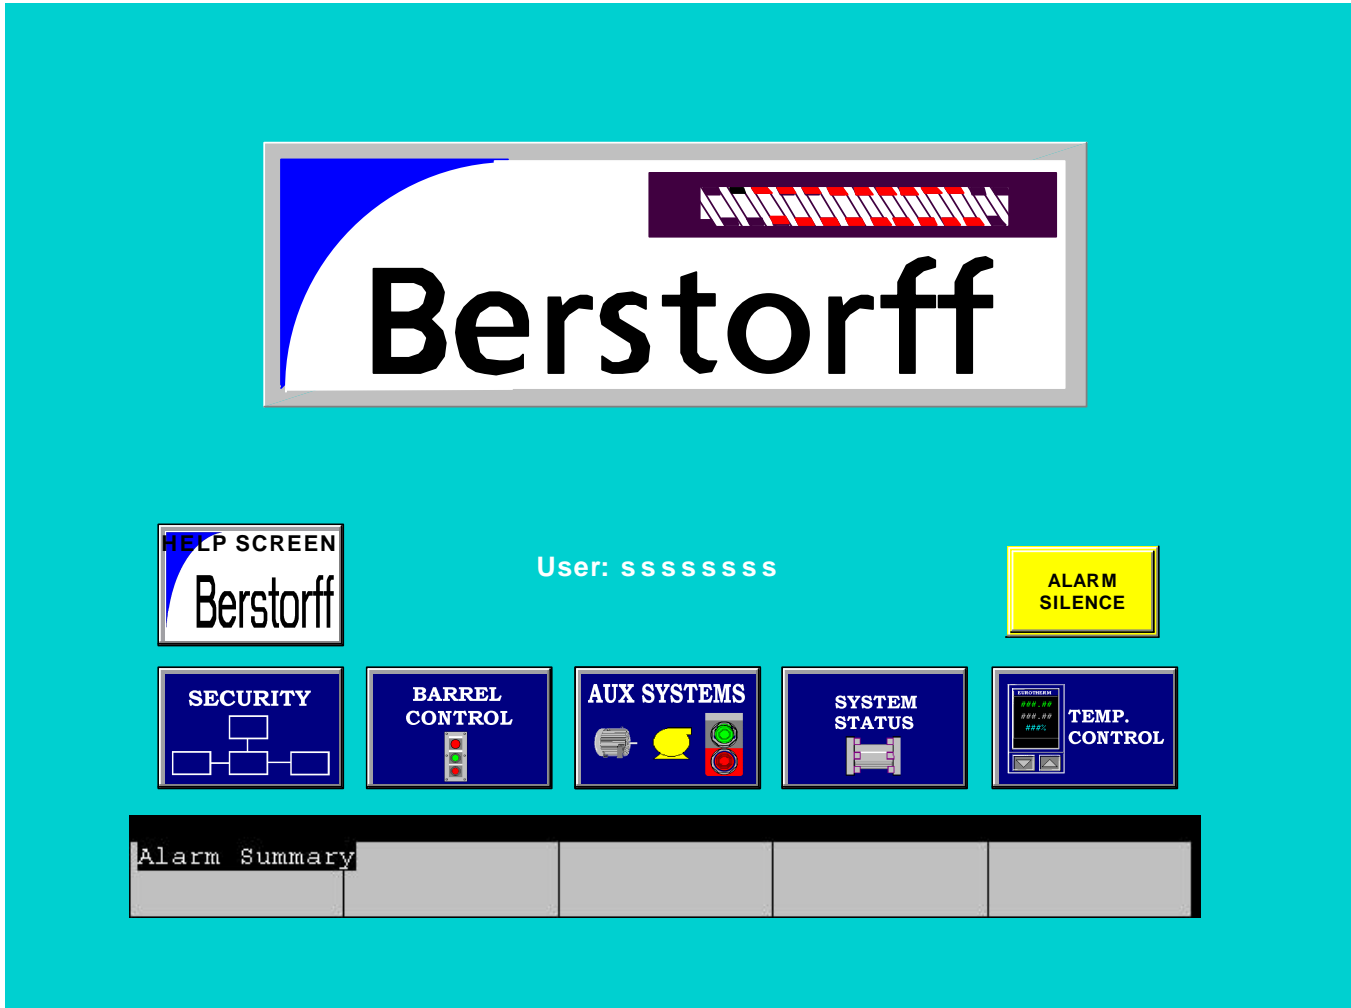 Berstorff
HELP SCREEN
Berstorff
User: ssssssss
ALARM
SILENCE
SECURITY
BARREL
CONTROL
AUX SYSTEMS
SYSTEM
STATUS
EUROTHERM
###.##
###.##
###%
TEMP.
CONTROL
Alarm Summary